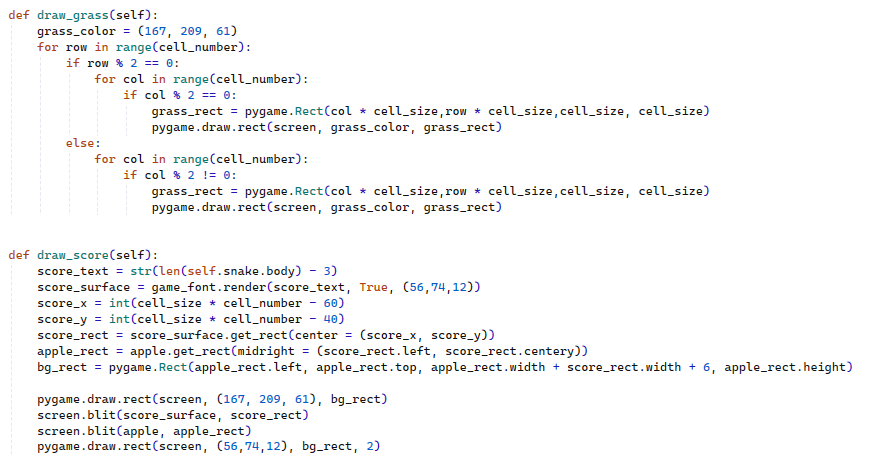 def draw_grass(self):
    grass_color = (167, 209, 61)
    for row in range(cell_number):
        if row % 2 == 0:
            for col in range(cell_number):
                if col % 2 == 0:
                    grass_rect = pygame.Rect(col * cell_size,row * cell_size,cell_size, cell_size)
                    pygame.draw.rect(screen, grass_color, grass_rect)
        else:
            for col in range(cell_number):
                if col % 2 != 0:
                    grass_rect = pygame.Rect(col * cell_size,row * cell_size,cell_size, cell_size)
                    pygame.draw.rect(screen, grass_color, grass_rect)

def draw_score(self):
    score_text = str(len(self.snake.body) - 3)
    score_surface = game_font.render(score_text, True, (56,74,12))
    score_x = int(cell_size * cell_number - 60)
    score_y = int(cell_size * cell_number - 40)
    score_rect = score_surface.get_rect(center = (score_x, score_y))
    apple_rect = apple.get_rect(midright = (score_rect.left, score_rect.centery))
    bg_rect = pygame.Rect(apple_rect.left, apple_rect.top, apple_rect.width + score_rect.width + 6, apple_rect.height)

    pygame.draw.rect(screen, (167, 209, 61), bg_rect)
    screen.blit(score_surface, score_rect)
    screen.blit(apple, apple_rect)
    pygame.draw.rect(screen, (56,74,12), bg_rect, 2)